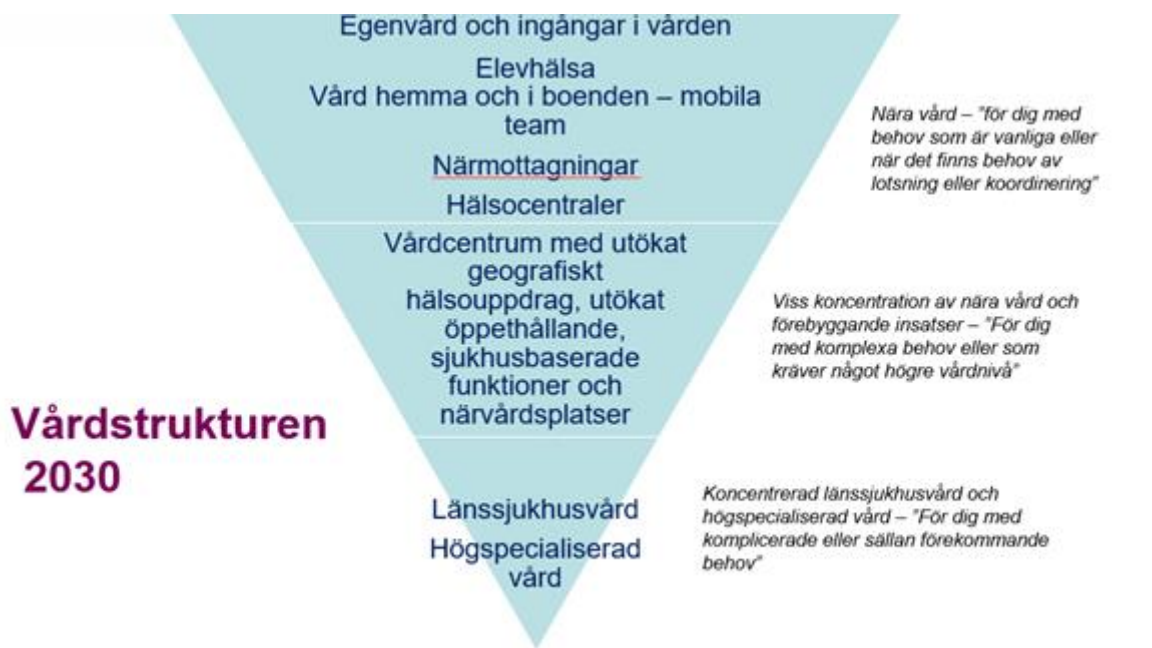 Egenvård och ingångar i vården
Elevhälsa
Vård hemma och i boenden – mobila
team
Närmottagningar
Hälsocentraler
Nära vård – "för dig med
behov som är vanliga eller
när det finns behov av
lotsning eller koordinering"
Vårdcentrum med utökat
geografiskt
hälsouppdrag, utökat
öppethållande,
sjukhusbaserade
funktioner och
närvårdsplatser
Viss koncentration av nära vård och
förebyggande insatser – "För dig
med komplexa behov eller som
kräver något högre vårdnivå"
Vårdstrukturen
2030
Länssjukhusvård
Högspecialiserad
vård
Koncentrerad länssjukhusvård och
högspecialiserad vård – "För dig med
komplicerade eller sällan förekommande
behov"